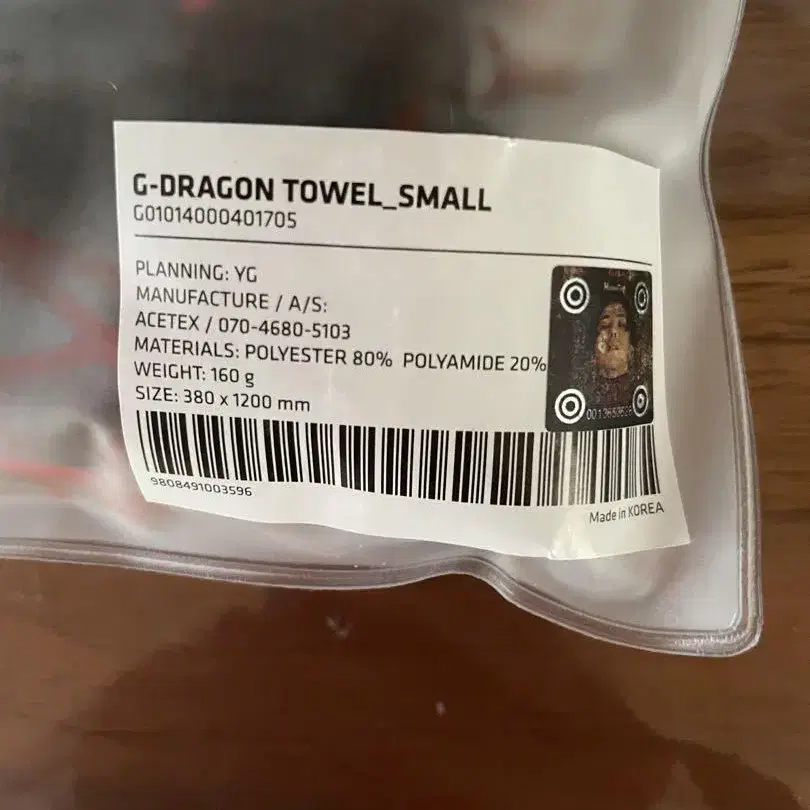 G-DRAGON TOWEL_SMALL
G01014000401705
PLANNING: YG
MANUFACTURE / A/S:
ACETEX / 070-4680-5103
MATERIALS: POLYESTER 80% POLYAMIDE 20%
WEIGHT: 160 g
SIZE: 380 x 1200 mm
9808491003596
Made in KOREA